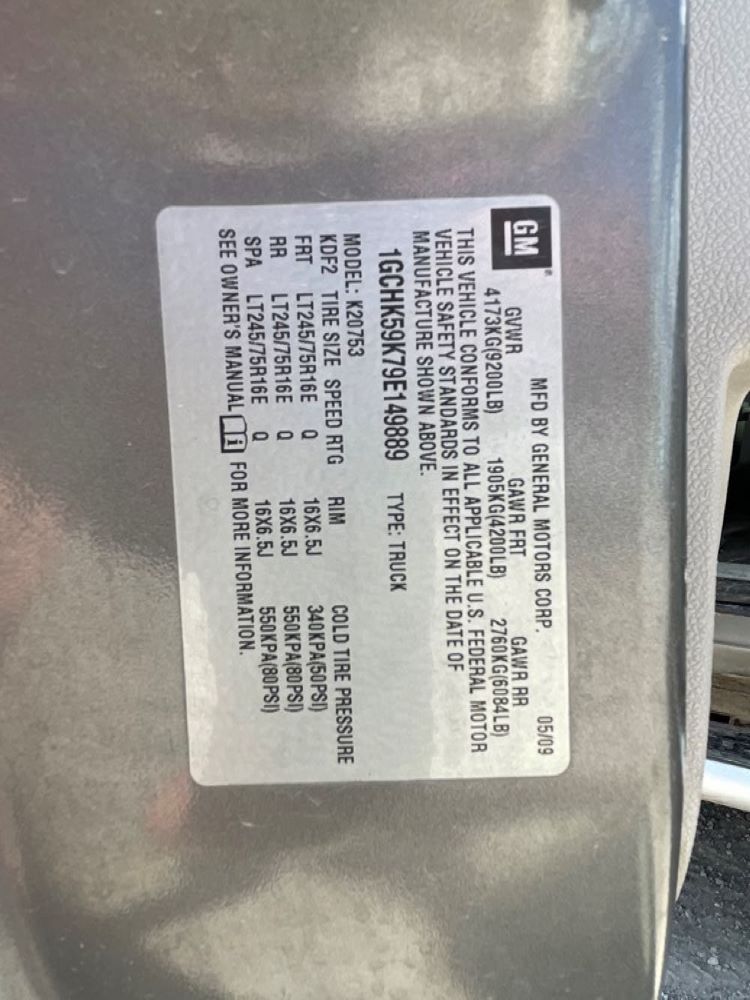 GM®
MFD BY GENERAL MOTORS CORP. 05/09
GVWR GAWR FRT GAWR RR
4173KG(9200LB) 1905KG(4200LB) 2760KG(6084LB)
THIS VEHICLE CONFORMS TO ALL APPLICABLE U.S. FEDERAL MOTOR
VEHICLE SAFETY STANDARDS IN EFFECT ON THE DATE OF
MANUFACTURE SHOWN ABOVE.
1GCHK59K79E149889 TYPE: TRUCK
MODEL: K20753
KDF2 TIRE SIZE SPEED RTG RIM COLD TIRE PRESSURE
FRT LT245/75R16E Q 16X6.5J 340KPA(50PSI)
RR LT245/75R16E Q 16X6.5J 550KPA(80PSI)
SPA LT245/75R16E Q 16X6.5J 550KPA(80PSI)
SEE OWNER'S MANUAL i FOR MORE INFORMATION.